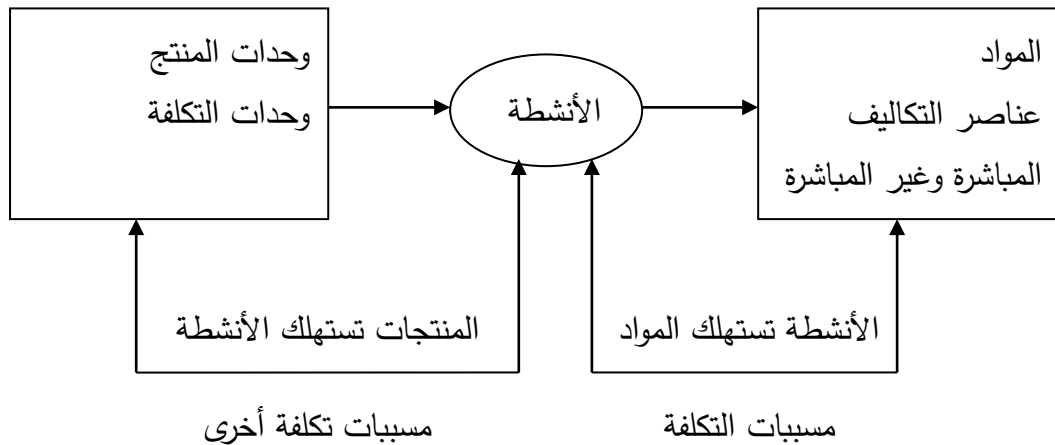 المواد
عناصر التكاليف
المباشرة وغير المباشرة
الأنشطة
وحدات المنتج
وحدات التكلفة
الأنشطة تستهلك المواد
المنتجات تستهلك الأنشطة
مسببات التكلفة
مسببات تكلفة أخرى